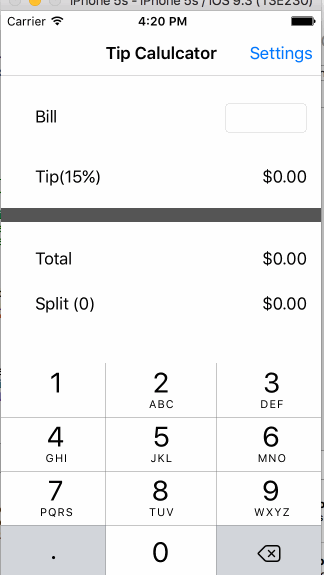 iPhone 5s - iPhone 5s / iOS 9.3 (13E230)
Carrier 4:20 PM
Tip Calulcator Settings
Bill
Tip(15%) $0.00
Total $0.00
Split (0) $0.00
1 2 3
ABC DEF
4 5 6
GHI JKL MNO
7 8 9
PQRS TUV WXYZ
. 0